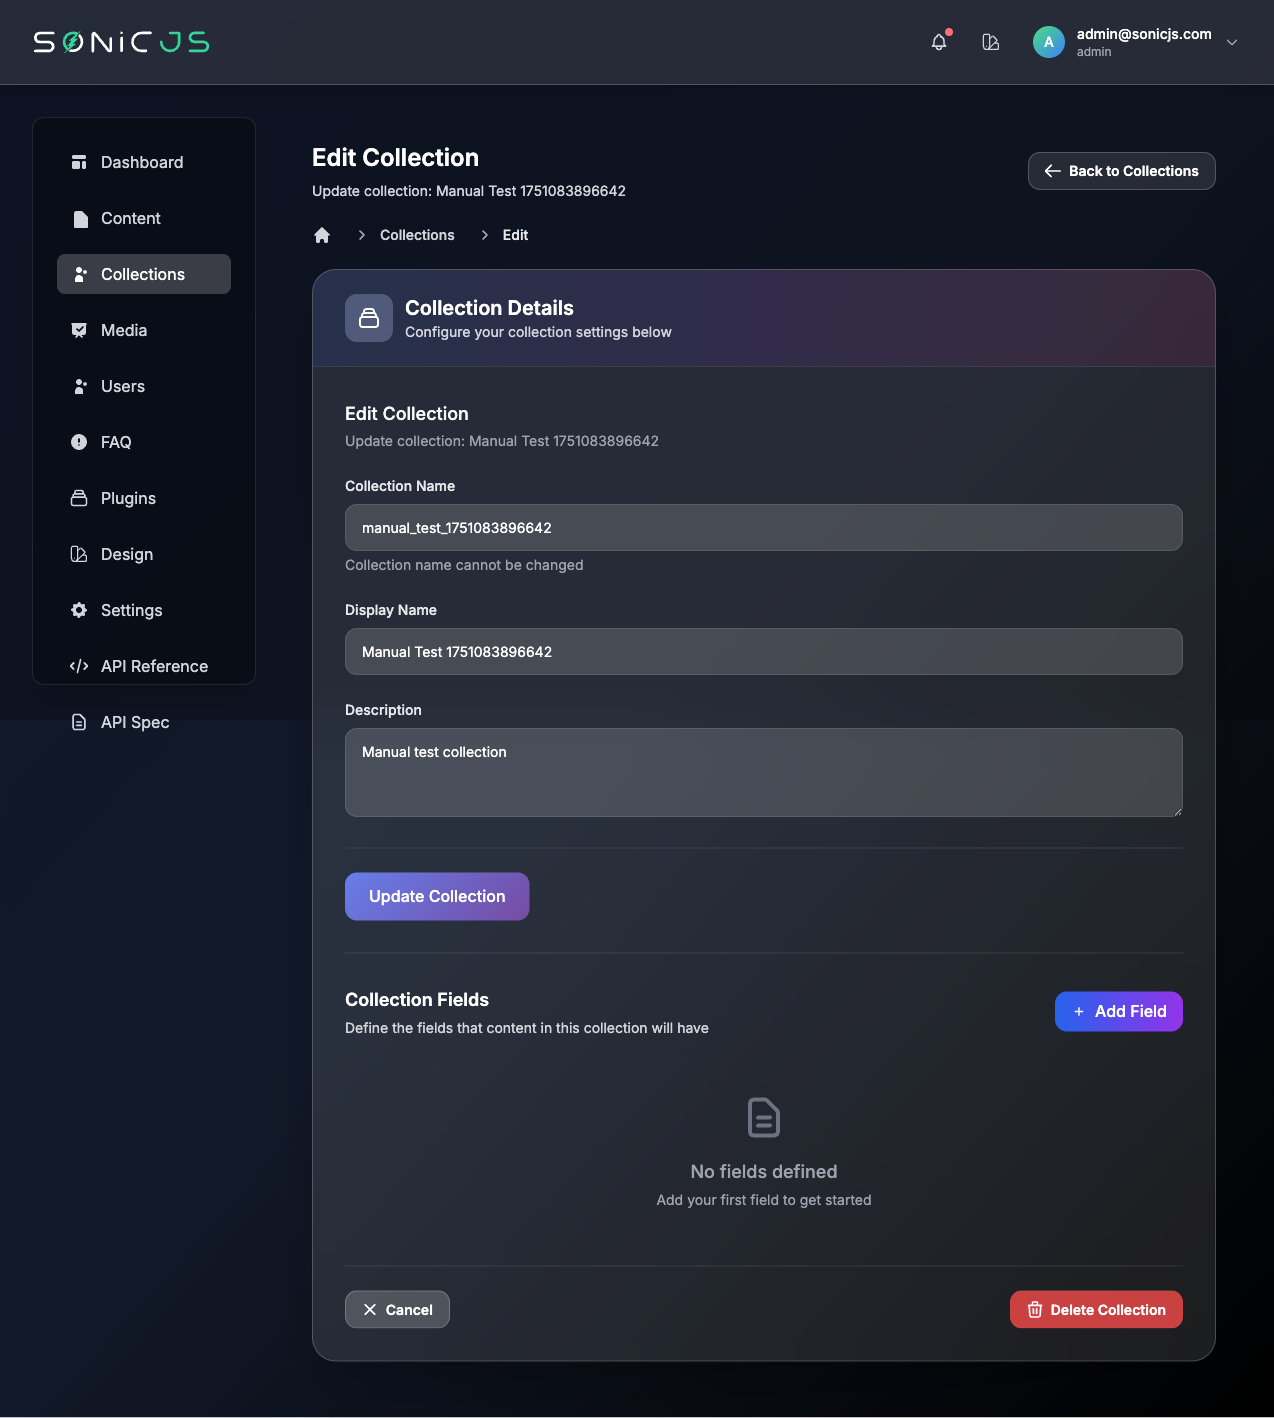 SONiC JS
A
admin@sonicjs.com
admin
Dashboard
Content
Collections
Media
Users
FAQ
Plugins
Design
Settings
API Reference
API Spec
Edit Collection
Update collection: Manual Test 1751083896642
Back to Collections
Collections
Edit
Collection Details
Configure your collection settings below
Edit Collection
Update collection: Manual Test 1751083896642
Collection Name
manual_test_1751083896642
Collection name cannot be changed
Display Name
Manual Test 1751083896642
Description
Manual test collection
Update Collection
Collection Fields
Define the fields that content in this collection will have
+ Add Field
No fields defined
Add your first field to get started
Cancel
Delete Collection